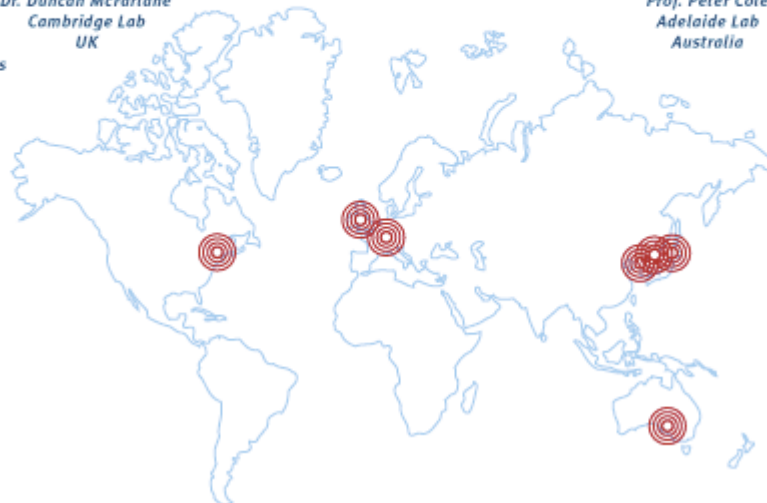 Dr. Duncan McFarlane
Cambridge Lab
UK
Prof. Peter Cole
Adelaide Lab
Australia